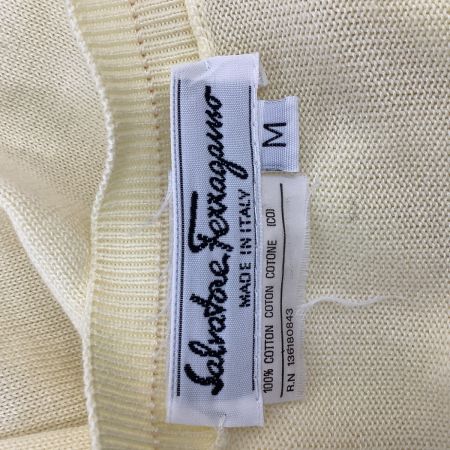 Salvatore Ferragamo
MADE IN ITALY
M
100% COTTON COTON COTONE (CO)
R.N 136180843